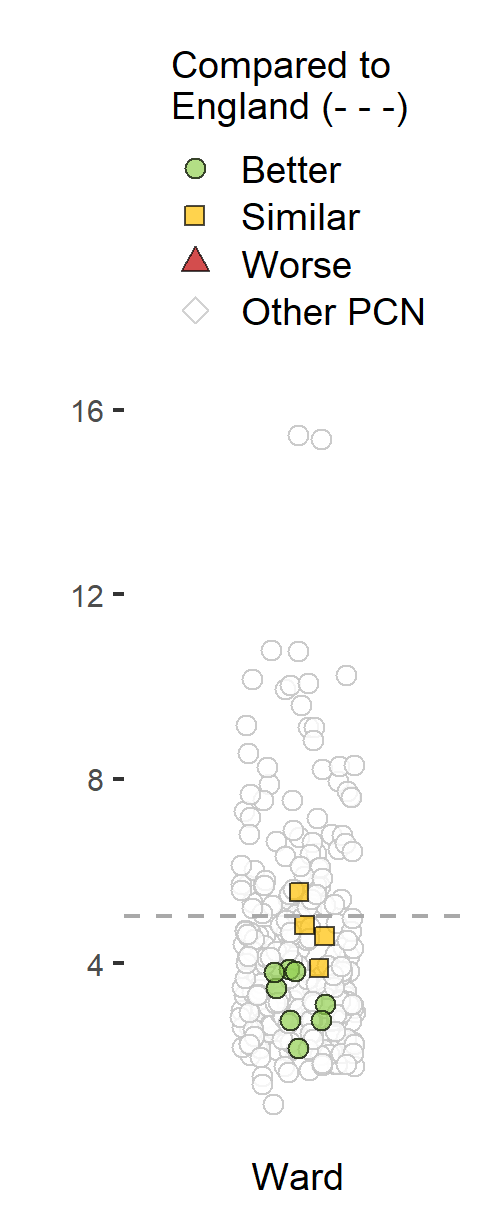 Compared to
England (- - -)
Better
Similar
Worse
Other PCN
16
12
8
4
Ward